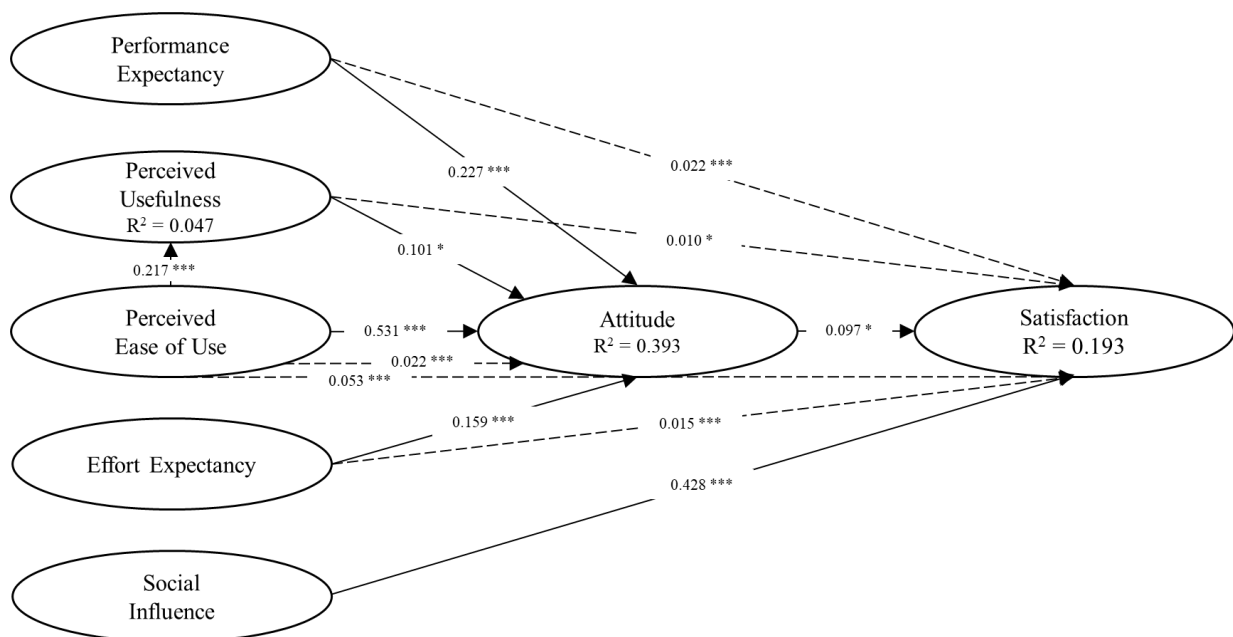 Performance
Expectancy
0.022 ***
0.227 ***
Perceived
Usefulness
R² = 0.047
0.010 *
0.101 *
0.217 ***
Perceived
Ease of Use
0.531 ***
Attitude
R² = 0.393
0.097 *
Satisfaction
R² = 0.193
0.022 ***
0.053 ***
0.159 ***
0.015 ***
Effort Expectancy
0.428 ***
Social
Influence